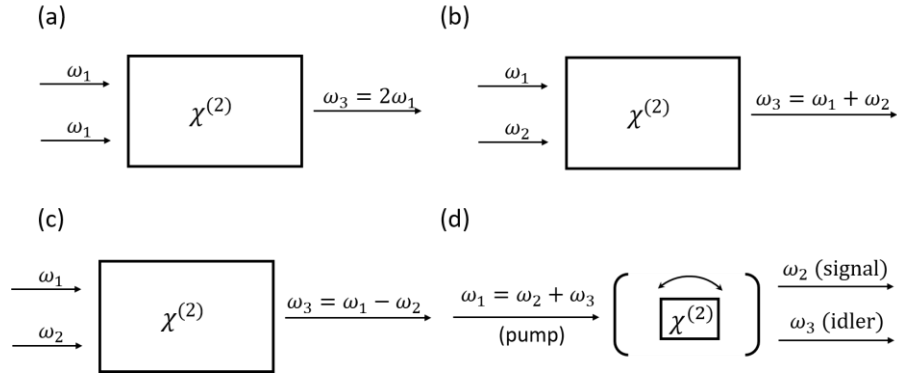 (a)
ω₁
ω₁
χ⁽²⁾
ω₃ = 2ω₁
(b)
ω₁
ω₂
χ⁽²⁾
ω₃ = ω₁ + ω₂
(c)
ω₁
ω₂
χ⁽²⁾
ω₃ = ω₁ − ω₂
(d)
ω₁ = ω₂ + ω₃
(pump)
χ⁽²⁾
ω₂ (signal)
ω₃ (idler)